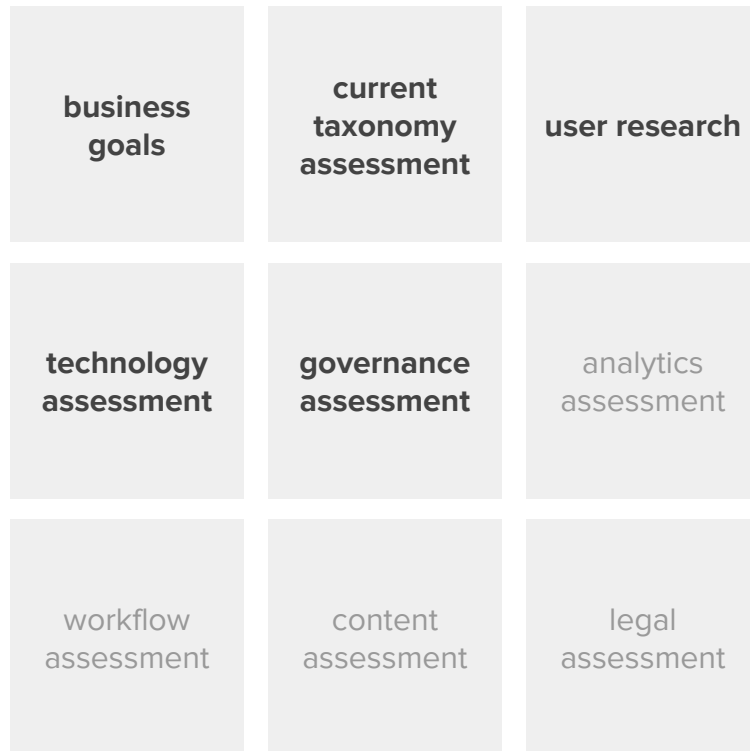 business
goals
current
taxonomy
assessment
user research
technology
assessment
governance
assessment
analytics
assessment
workflow
assessment
content
assessment
legal
assessment